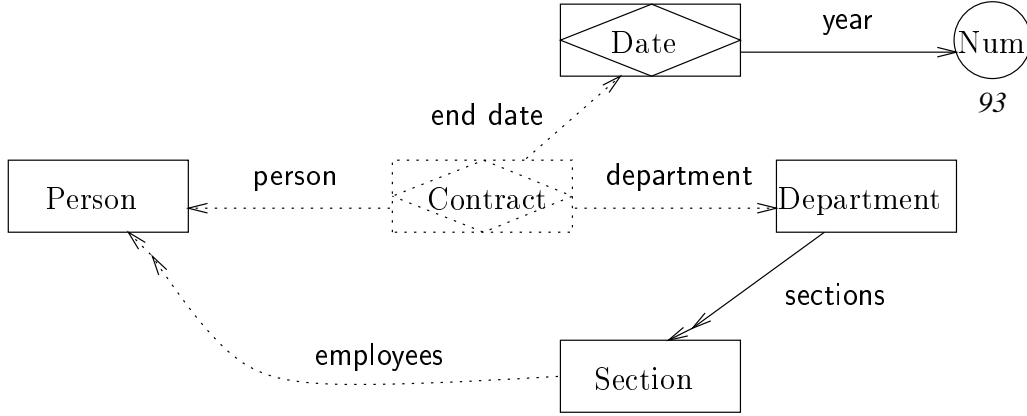 year
Date
Num
93
end date
person
department
Person
Contract
Department
sections
employees
Section